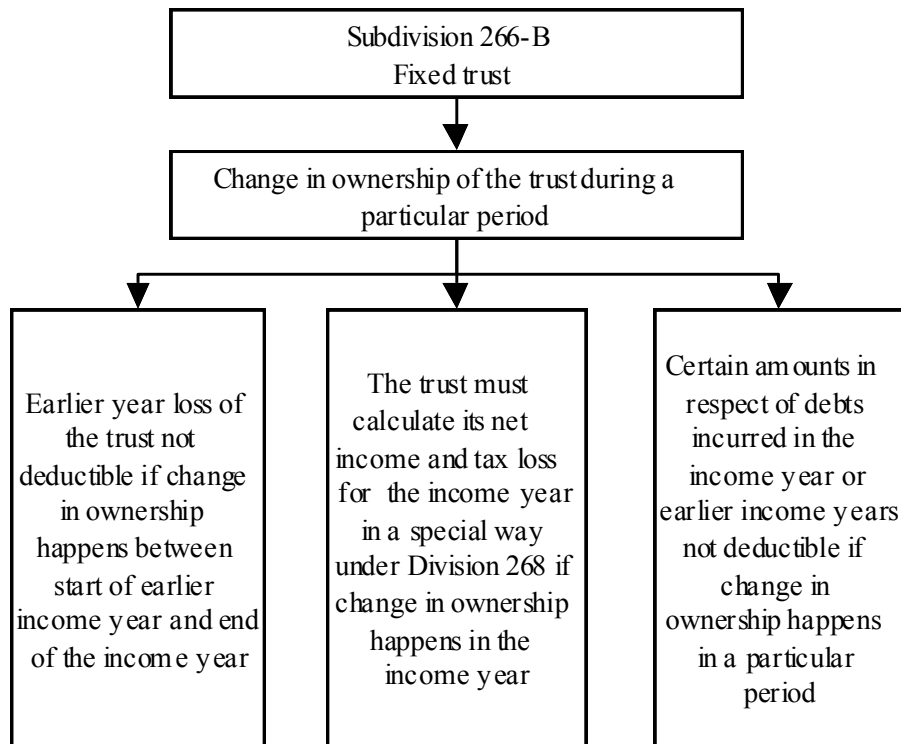 Subdivision 266-B
Fixed trust
Change in ownership of the trust during a
particular period
Earlier year loss of
the trust not
deductible if change
in ownership
happens between
start of earlier
income year and end
of the income year
The trust must
calculate its net
income and tax loss
for the income year
in a special way
under Division 268 if
change in ownership
happens in the
income year
Certain amounts in
respect of debts
incurred in the
income year or
earlier income years
not deductible if
change in
ownership happens
in a particular
period